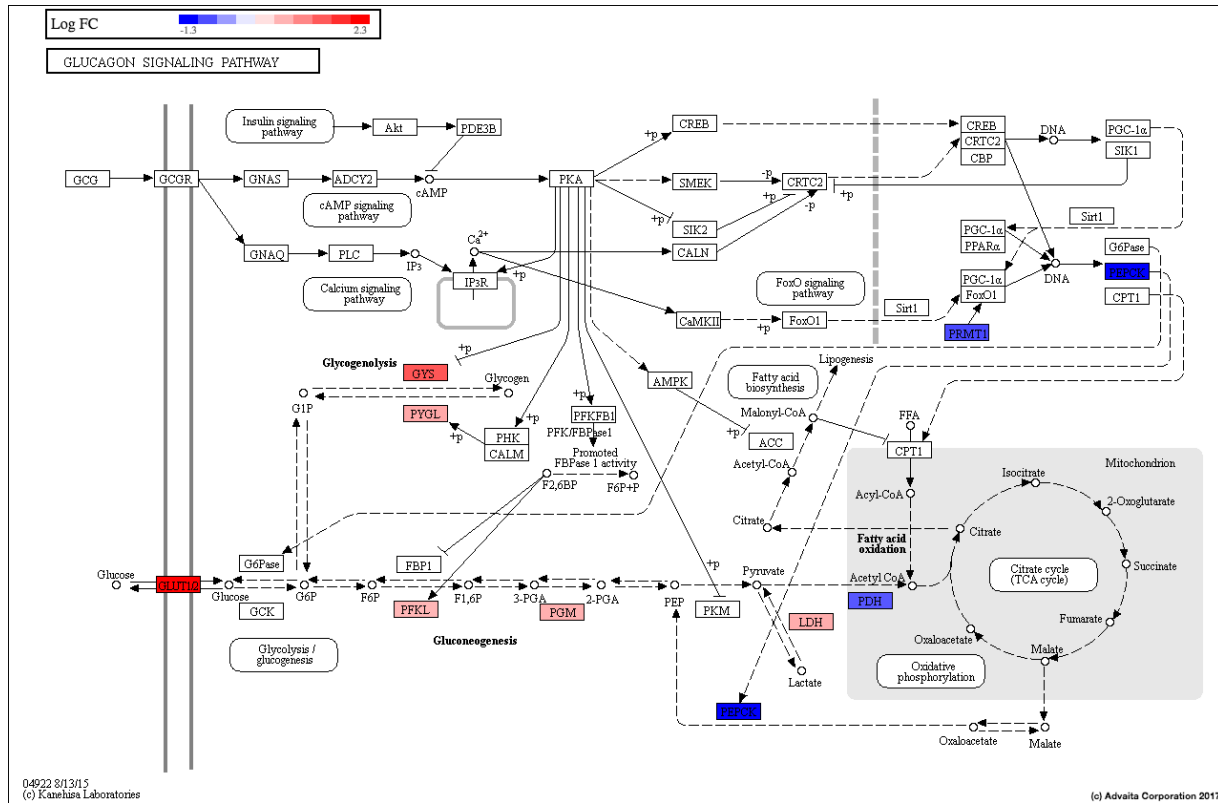 Log FC
-1.3 2.3
GLUCAGON SIGNALING PATHWAY
Insulin signaling
pathway
Akt
PDE3B
+p
CREB
CREB
CRTC2
CBP
DNA
PGC-1α
SIK1
GCG
GCGR
GNAS
ADCY2
cAMP
PKA
SMEK
-p
CRTC2
+p
cAMP signaling
pathway
+p
SIK2
+p
-p
Sirt1
GNAQ
PLC
IP3
Ca2+
CALN
PGC-1α
PPARα
G6Pase
IP3R
+p
DNA
PEPCK
Calcium signaling
pathway
FoxO signaling
pathway
PGC-1α
FoxO1
CPT1
Sirt1
CaMKII
+p
FoxO1
PRMT1
+p
Glycogenolysis
GYS
Lipogenesis
Glycogen
AMPK
Fatty acid
biosynthesis
G1P
PYGL
+p
+p
PFKFB1
PFK/FBPase1
Malonyl-CoA
FFA
+p
PHK
CALM
+p
ACC
CPT1
Promoted
FBPase 1 activity
Acetyl-CoA
Mitochondrion
F2,6BP
F6P+P
Isocitrate
Acyl-CoA
2-Oxoglutarate
Citrate
Citrate
Fatty acid
oxidation
G6Pase
FBP1
+p
Citrate cycle
(TCA cycle)
Succinate
Glucose
GLUT10
Glucose
G6P
F6P
F1,6P
3-PGA
2-PGA
PEP
Pyruvate
Acetyl CoA
GCK
PFKL
PGM
PKM
LDH
PDH
Fumarate
Gluconeogenesis
Oxaloacetate
Glycolysis /
glucogenesis
Malate
Oxidative
phosphorylation
Lactate
PEPCK
Oxaloacetate
Malate
04922 8/13/15
(c) Kanehisa Laboratories
(c) Advaita Corporation 2017